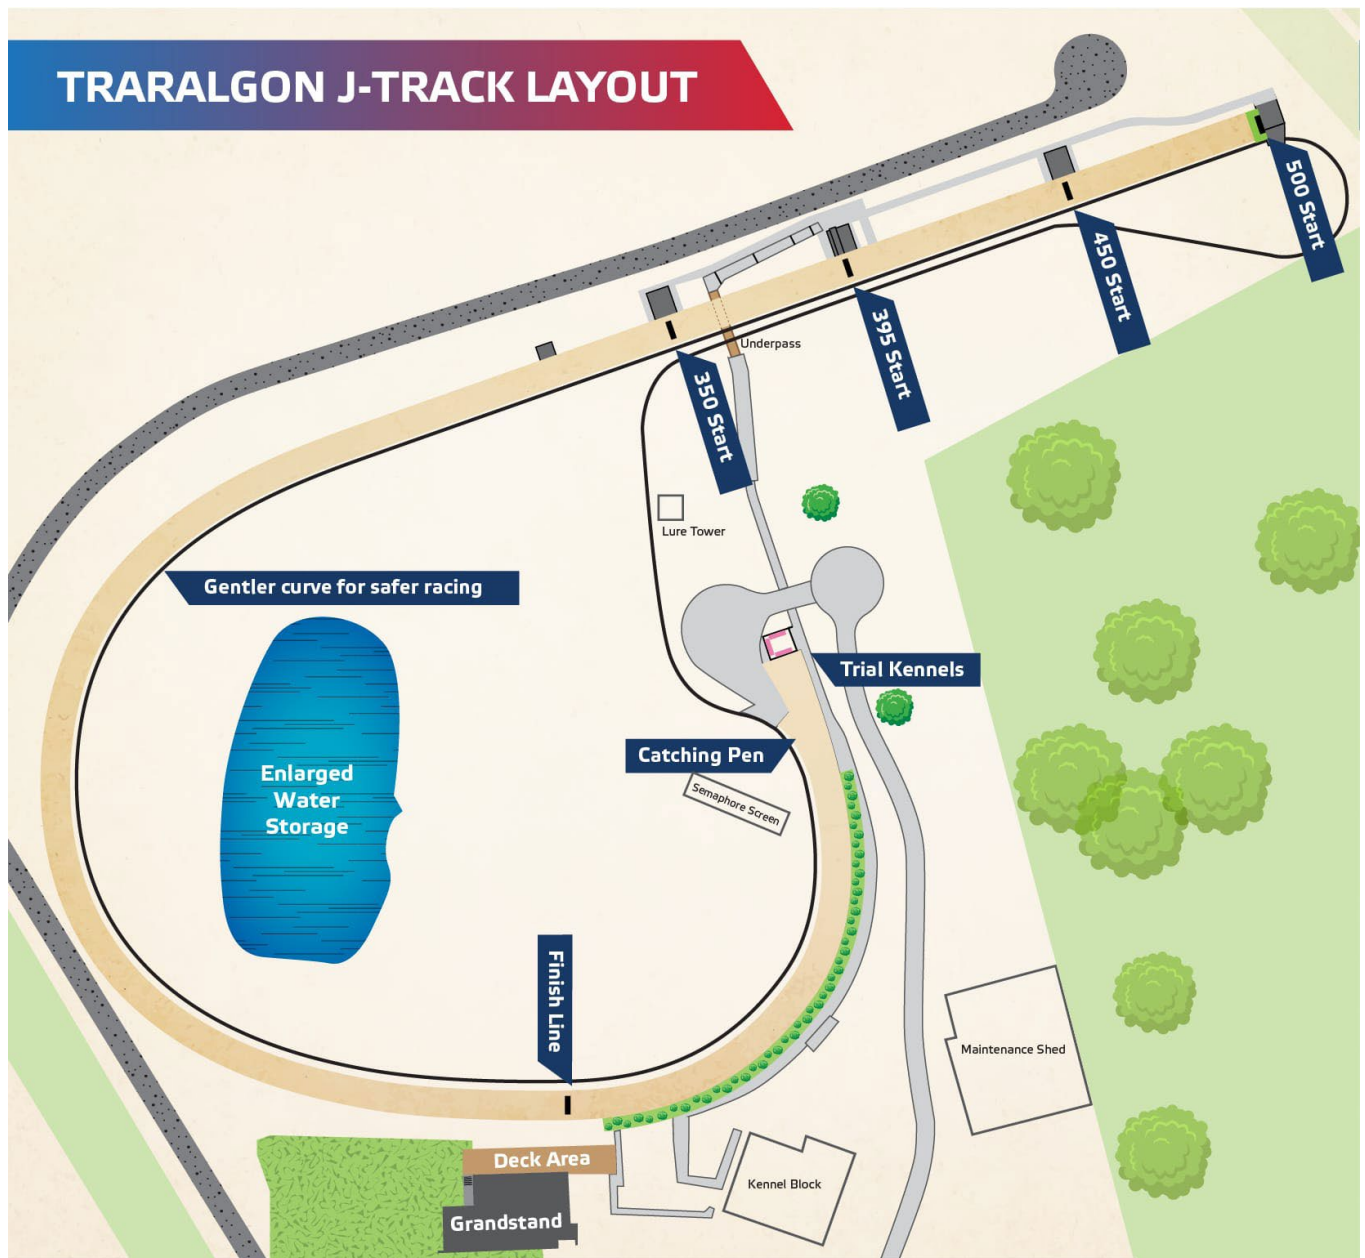 TRARALGON J-TRACK LAYOUT
500 Start
450 Start
395 Start
Underpass
350 Start
Lure Tower
Gentler curve for safer racing
Trial Kennels
Catching Pen
Semaphore Screen
Enlarged
Water
Storage
Finish Line
Maintenance Shed
Deck Area
Kennel Block
Grandstand